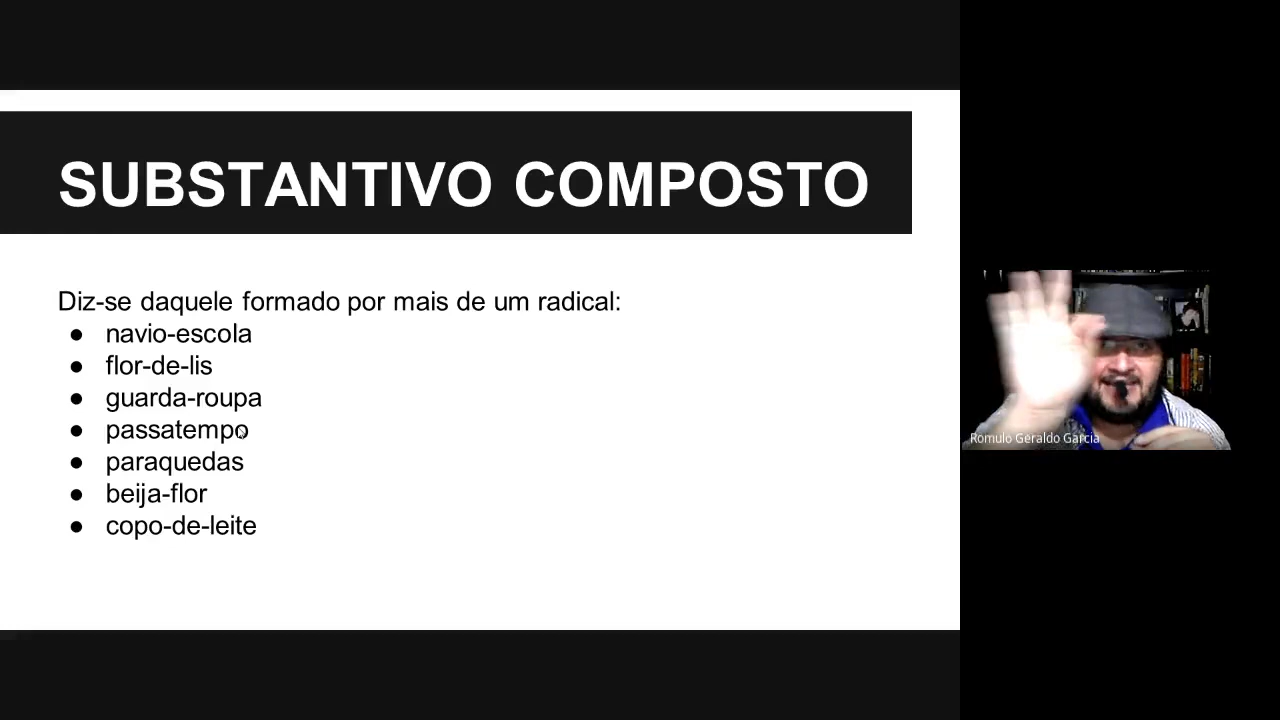 SUBSTANTIVO COMPOSTO
Diz-se daquele formado por mais de um radical:
● navio-escola
● flor-de-lis
● guarda-roupa
● passatempo
● paraquedas
● beija-flor
● copo-de-leite
Romulo Geraldo Garcia